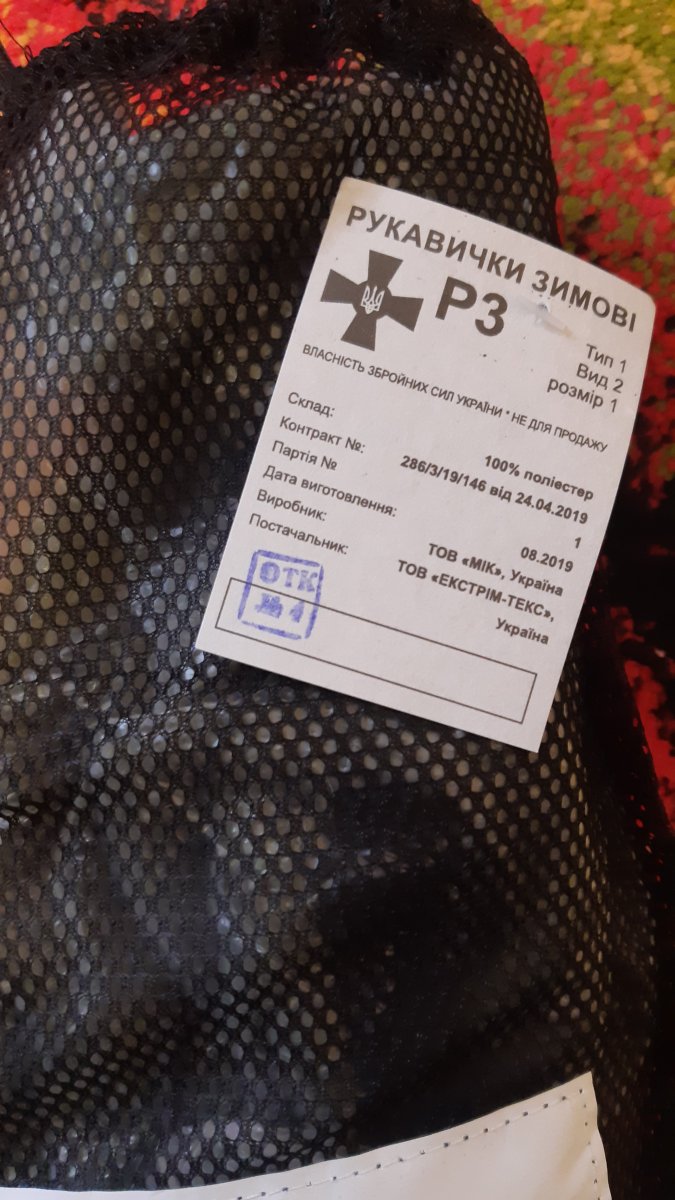 РУКАВИЧКИ ЗИМОВІ
РЗ
Тип 1
Вид 2
розмір 1
ВЛАСНІСТЬ ЗБРОЙНИХ СИЛ УКРАЇНИ * НЕ ДЛЯ ПРОДАЖУ
Склад: 100% поліестер
Контракт №: 286/3/19/146 від 24.04.2019
Партія № 1
Дата виготовлення: 08.2019
Виробник: ТОВ «МІК», Україна
Постачальник: ТОВ «ЕКСТРІМ-ТЕКС»,
Україна
ОТК
№ 4